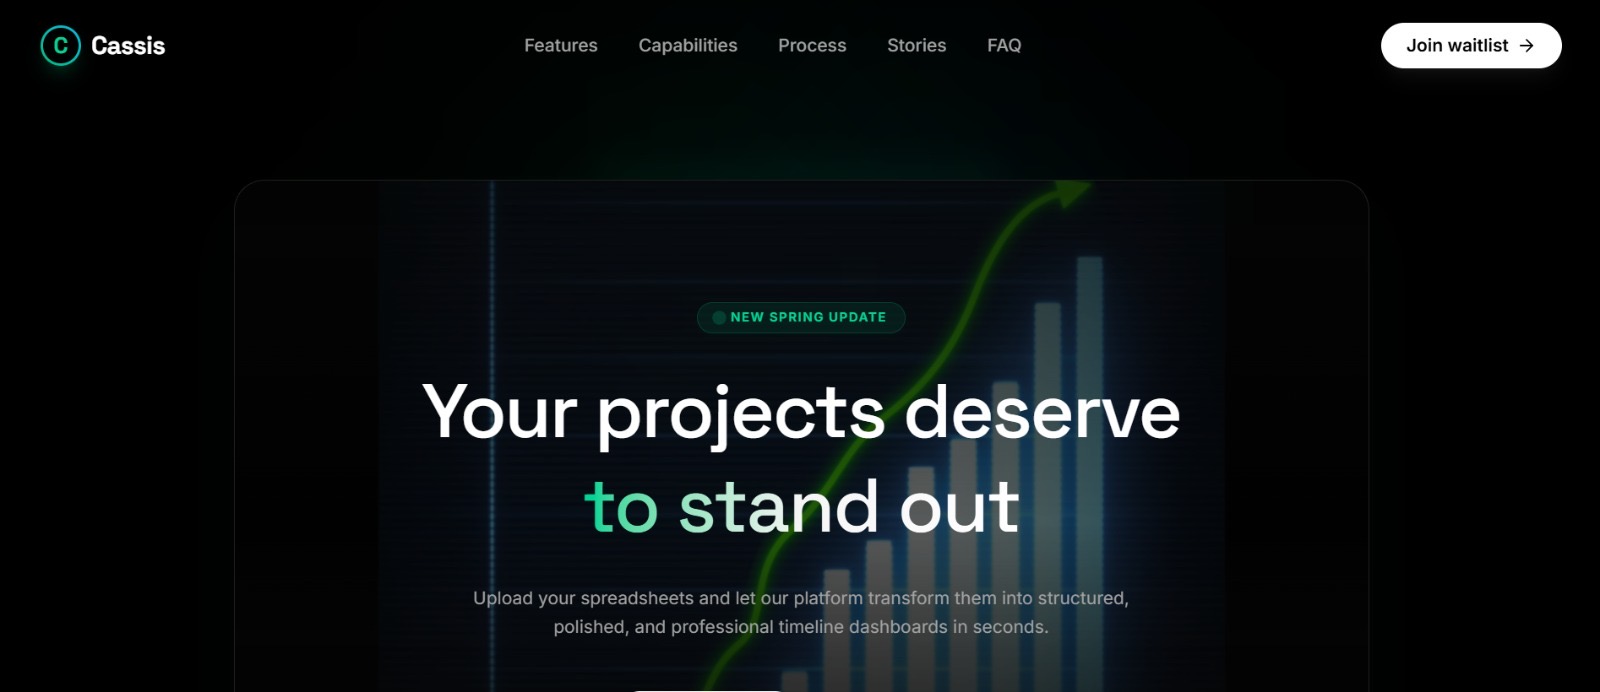 C Cassis
Features
Capabilities
Process
Stories
FAQ
Join waitlist →
NEW SPRING UPDATE
Your projects deserve
to stand out
Upload your spreadsheets and let our platform transform them into structured,
polished, and professional timeline dashboards in seconds.